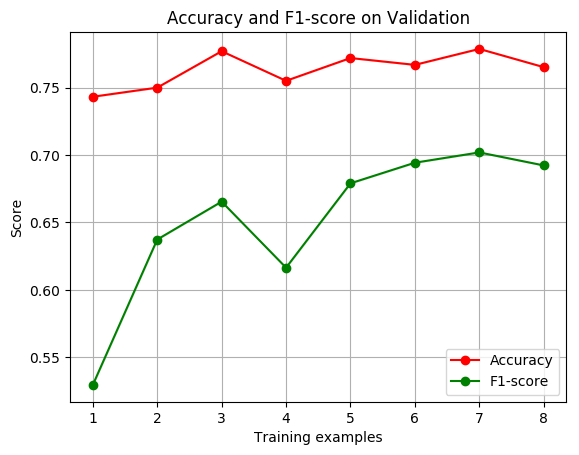 Accuracy and F1-score on Validation
Score
0.75
0.70
0.65
0.60
0.55
Accuracy
F1-score
1 2 3 4 5 6 7 8
Training examples